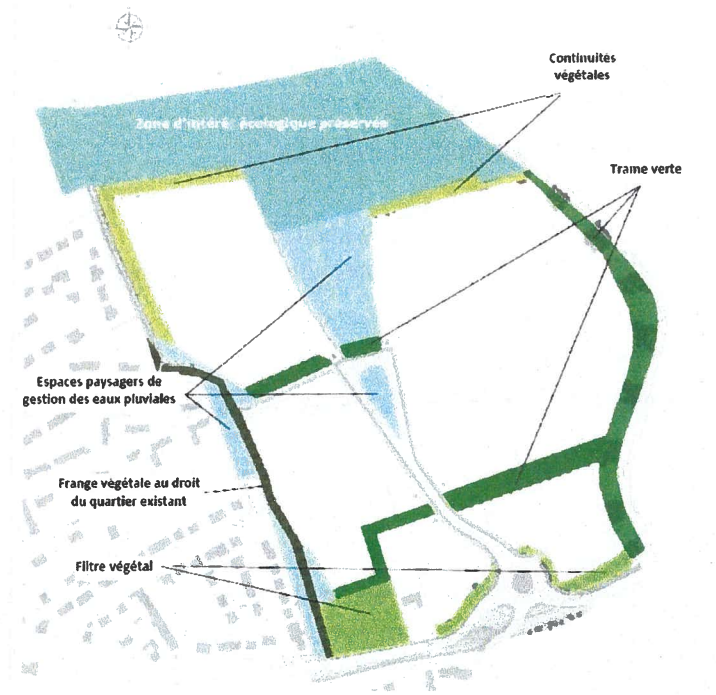 Continuités
végétales
Zone d'intérêt écologique préservée
Trame verte
Espaces paysagers de
gestion des eaux pluviales
Frange végétale au droit
du quartier existant
Filtre végétal